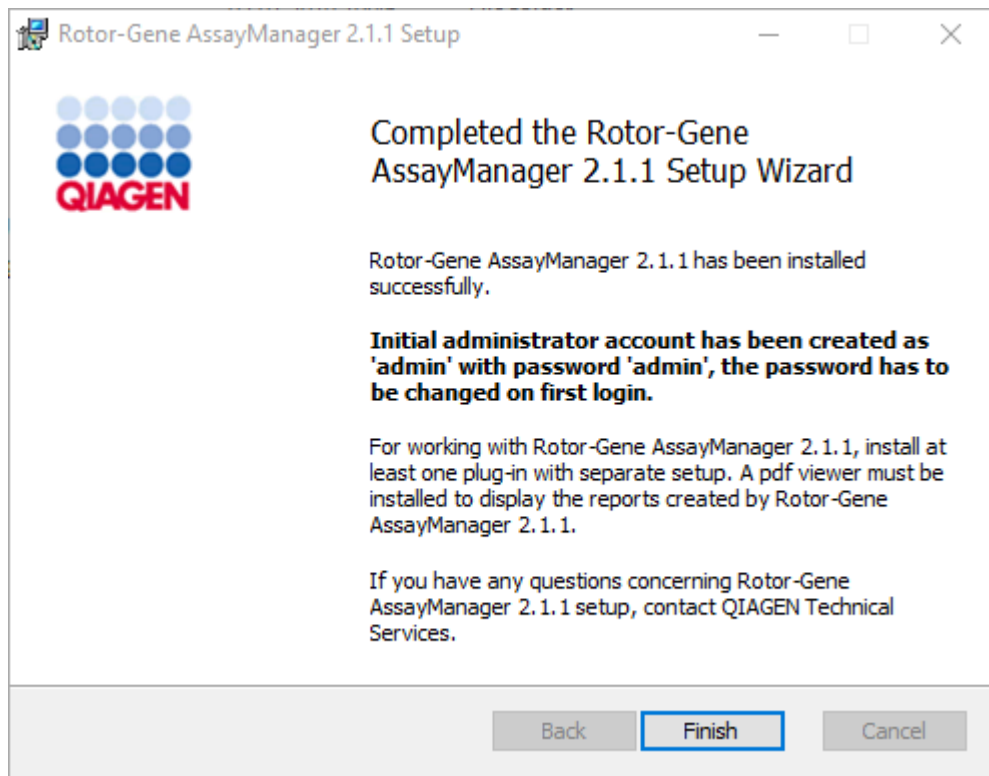 Rotor-Gene AssayManager 2.1.1 Setup
QIAGEN
Completed the Rotor-Gene
AssayManager 2.1.1 Setup Wizard
Rotor-Gene AssayManager 2.1.1 has been installed
successfully.
Initial administrator account has been created as
'admin' with password 'admin', the password has to
be changed on first login.
For working with Rotor-Gene AssayManager 2.1.1, install at
least one plug-in with separate setup. A pdf viewer must be
installed to display the reports created by Rotor-Gene
AssayManager 2.1.1.
If you have any questions concerning Rotor-Gene
AssayManager 2.1.1 setup, contact QIAGEN Technical
Services.
Back
Finish
Cancel